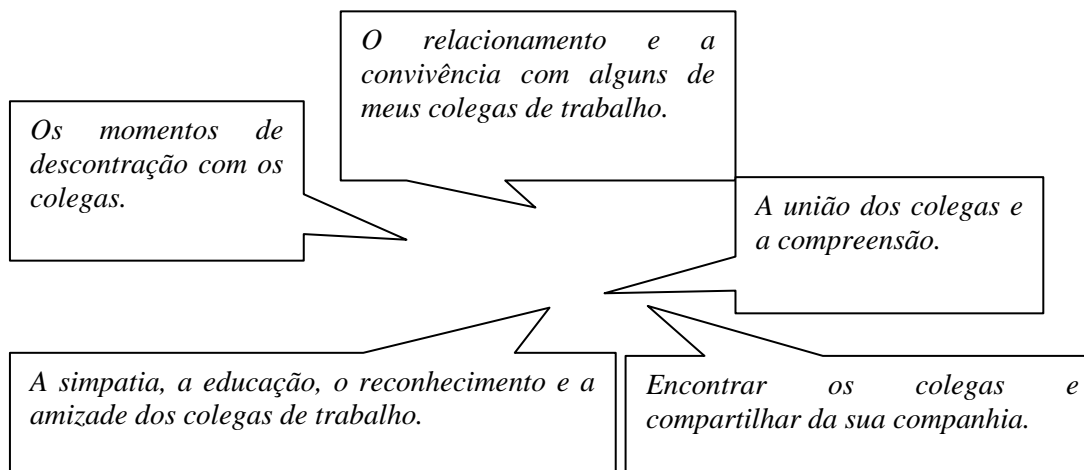 O relacionamento e a
convivência com alguns de
meus colegas de trabalho.
Os momentos de
descontração com os
colegas.
A união dos colegas e
a compreensão.
A simpatia, a educação, o reconhecimento e a
amizade dos colegas de trabalho.
Encontrar os colegas e
compartilhar da sua companhia.